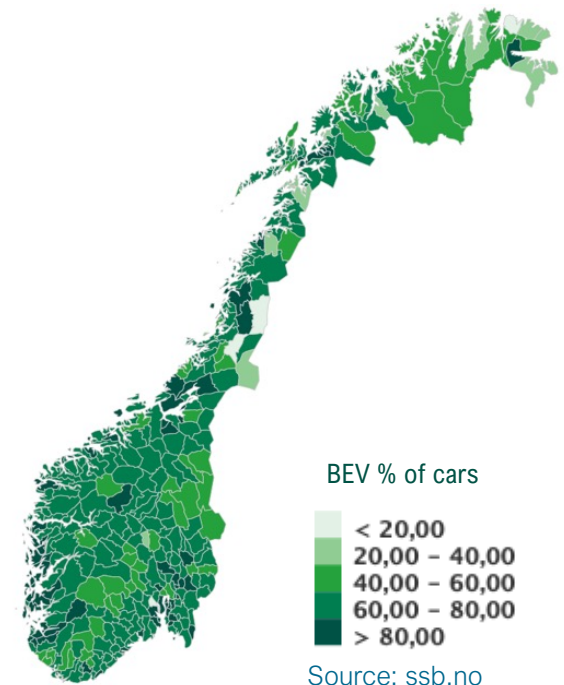 BEV % of cars
< 20,00
20,00 – 40,00
40,00 – 60,00
60,00 – 80,00
> 80,00
Source: ssb.no